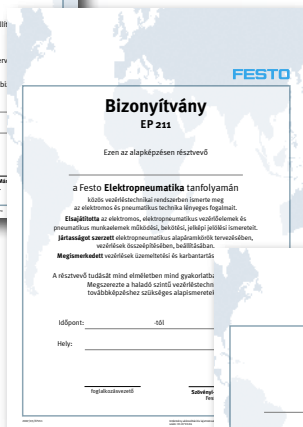 FESTO
Bizonyítvány
EP 211
Ezen az alapképzésen résztvevő
a Festo Elektropneumatika tanfolyamán
közös vezérléstechnikai rendszerben ismerte meg
az elektromos és pneumatikus technika lényeges fogalmait.
Elsajátította az elektromos, elektropneumatikus vezérlőelemek és
pneumatikus munkaelemek működési, bekötési, jelképi jelölési ismereteit.
Jártasságot szerzett elektropneumatikus alapáramkörök tervezésében,
vezérlések összeépítésében, beállításában.
Megismerkedett vezérlések üzemeltetési és karbantartás
A résztvevő tudását mind elméletben mind gyakorlatba
Megszerezte a haladó szintű vezérléstechn
továbbképzéshez szükséges alapismeretek
Időpont: -tól
Hely:
foglalkozásvezető